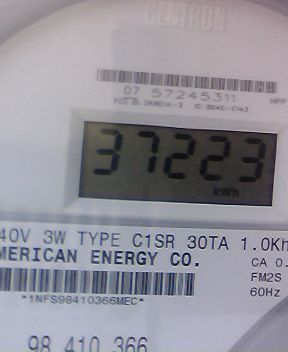 CENTRON
07 57245311
HPP
37223
kWh
40V 3W TYPE C1SR 30TA 1.0Kh
MERICAN ENERGY CO.
CA 0.
FM2S
60Hz
*1NFS98410366MEC*
98 410 366